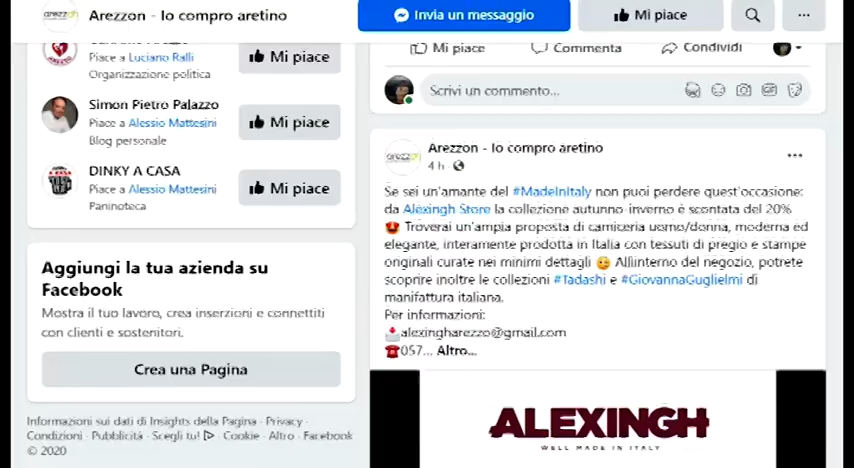 Arezzon - Io compro aretino
Invia un messaggio
Mi piace
Piace a Luciano Ralli
Organizzazione politica
Mi piace
Simon Pietro Palazzo
Piace a Alessio Mattesini
Blog personale
Mi piace
DINKY A CASA
Piace a Alessio Mattesini
Paninoteca
Mi piace
Aggiungi la tua azienda su
Facebook
Mostra il tuo lavoro, crea inserzioni e connettiti
con clienti e sostenitori.
Crea una Pagina
Informazioni sui dati di Insights della Pagina · Privacy ·
Condizioni · Pubblicità · Scegli tu! · Cookie · Altro · Facebook
© 2020
Mi piace
Commenta
Condividi
Scrivi un commento...
Arezzon - Io compro aretino
4 h ·
Se sei un'amante del #MadeInItaly non puoi perdere quest'occasione:
da Alexingh Store la collezione autunno-inverno è scontata del 20%
Troverai un'ampia proposta di camiceria uomo/donna, moderna ed
elegante, interamente prodotta in Italia con tessuti di pregio e stampe
originali curate nei minimi dettagli All'interno del negozio, potrete
scoprire inoltre le collezioni #Tadashi e #GiovannaGuglielmi di
manifattura italiana.
Per informazioni:
alexingharezzo@gmail.com
057... Altro...
ALEXINGH
WELL MADE IN ITALY